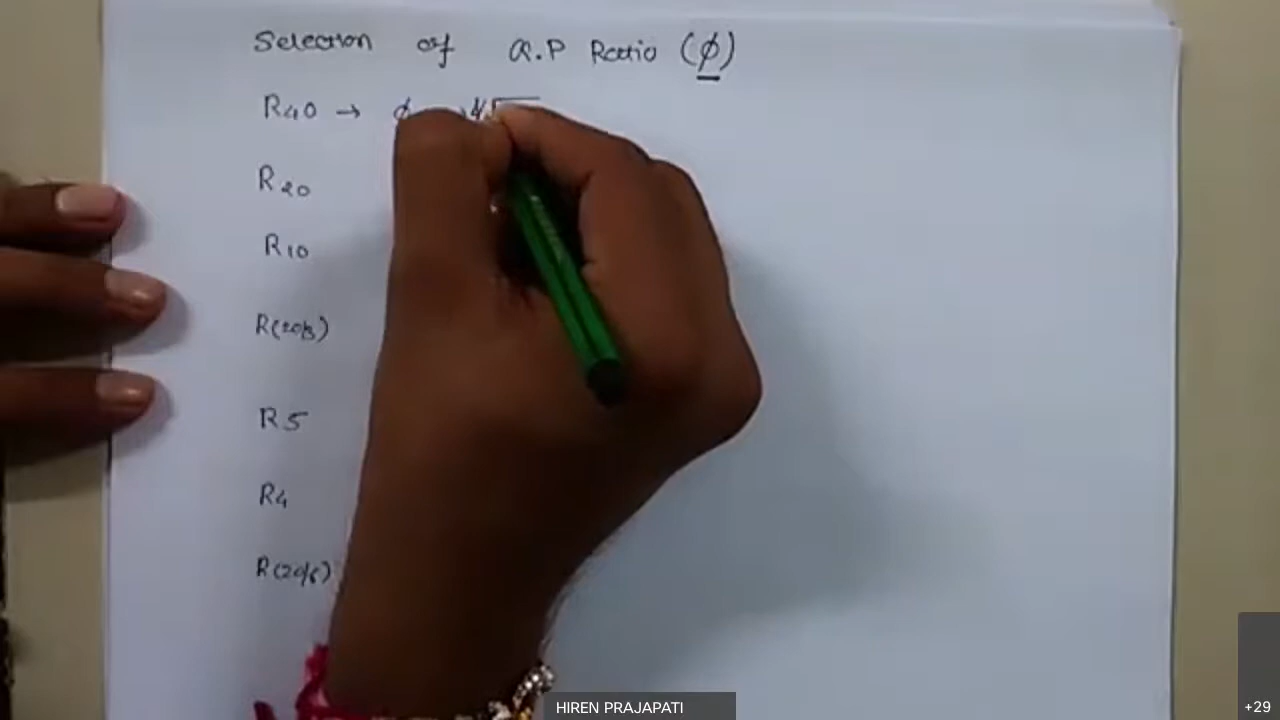 Selection of G.P Ratio (ϕ)
R40 → ϕ
R20
R10
R(20/3)
R5
R4
R(20/6)
HIREN PRAJAPATI
+29